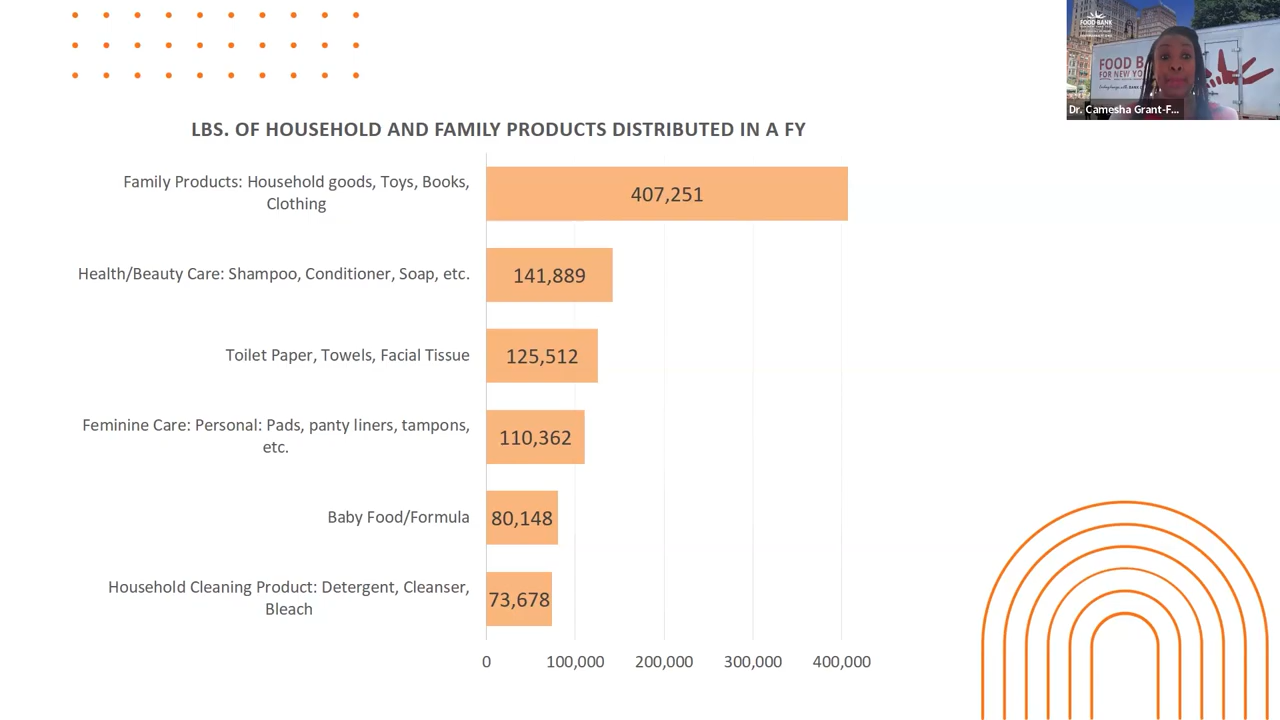 FOOD BANK
FOOD B
FOR NEW YO
Dr. Camesha Grant-F...
LBS. OF HOUSEHOLD AND FAMILY PRODUCTS DISTRIBUTED IN A FY
Family Products: Household goods, Toys, Books,
Clothing
407,251
Health/Beauty Care: Shampoo, Conditioner, Soap, etc.
141,889
Toilet Paper, Towels, Facial Tissue
125,512
Feminine Care: Personal: Pads, panty liners, tampons,
etc.
110,362
Baby Food/Formula
80,148
Household Cleaning Product: Detergent, Cleanser,
Bleach
73,678
0 100,000 200,000 300,000 400,000